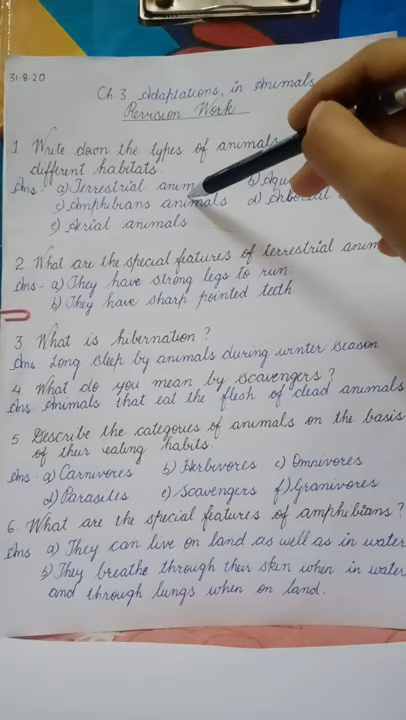 31-8-20
Ch.3 Adaptations in Animals
Revision Work
1. Write down the types of animals
different habitats.
Ans - a) Terrestrial anim b) Aqu
c) Amphibians animals d) Arboreal
e) Aerial animals
2. What are the special features of terrestrial anim
Ans - a) They have strong legs to run
b) They have sharp pointed teeth.
3. What is hibernation?
Ans - Long sleep by animals during winter season
4. What do you mean by scavengers?
Ans Animals that eat the flesh of dead animals
5. Describe the categories of animals on the basis
of their eating habits.
Ans - a) Carnivores b) Herbivores c) Omnivores
d) Parasites e) Scavengers f) Granivores
6. What are the special features of amphibians?
Ans a) They can live on land as well as in water
b) They breathe through their skin when in water
and through lungs when on land.